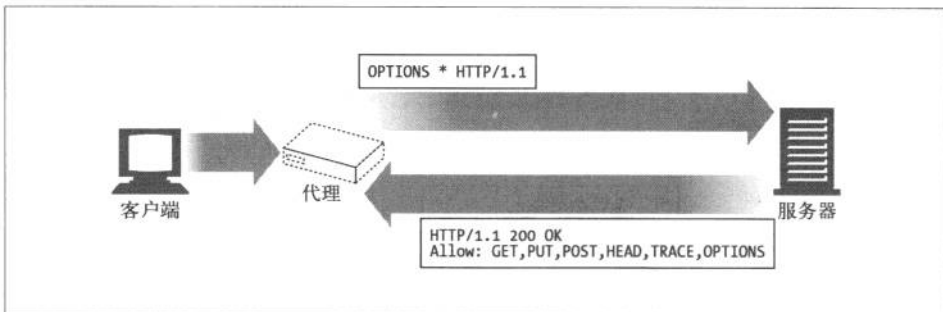 OPTIONS * HTTP/1.1
客户端
代理
服务器
HTTP/1.1 200 OK
Allow: GET,PUT,POST,HEAD,TRACE,OPTIONS